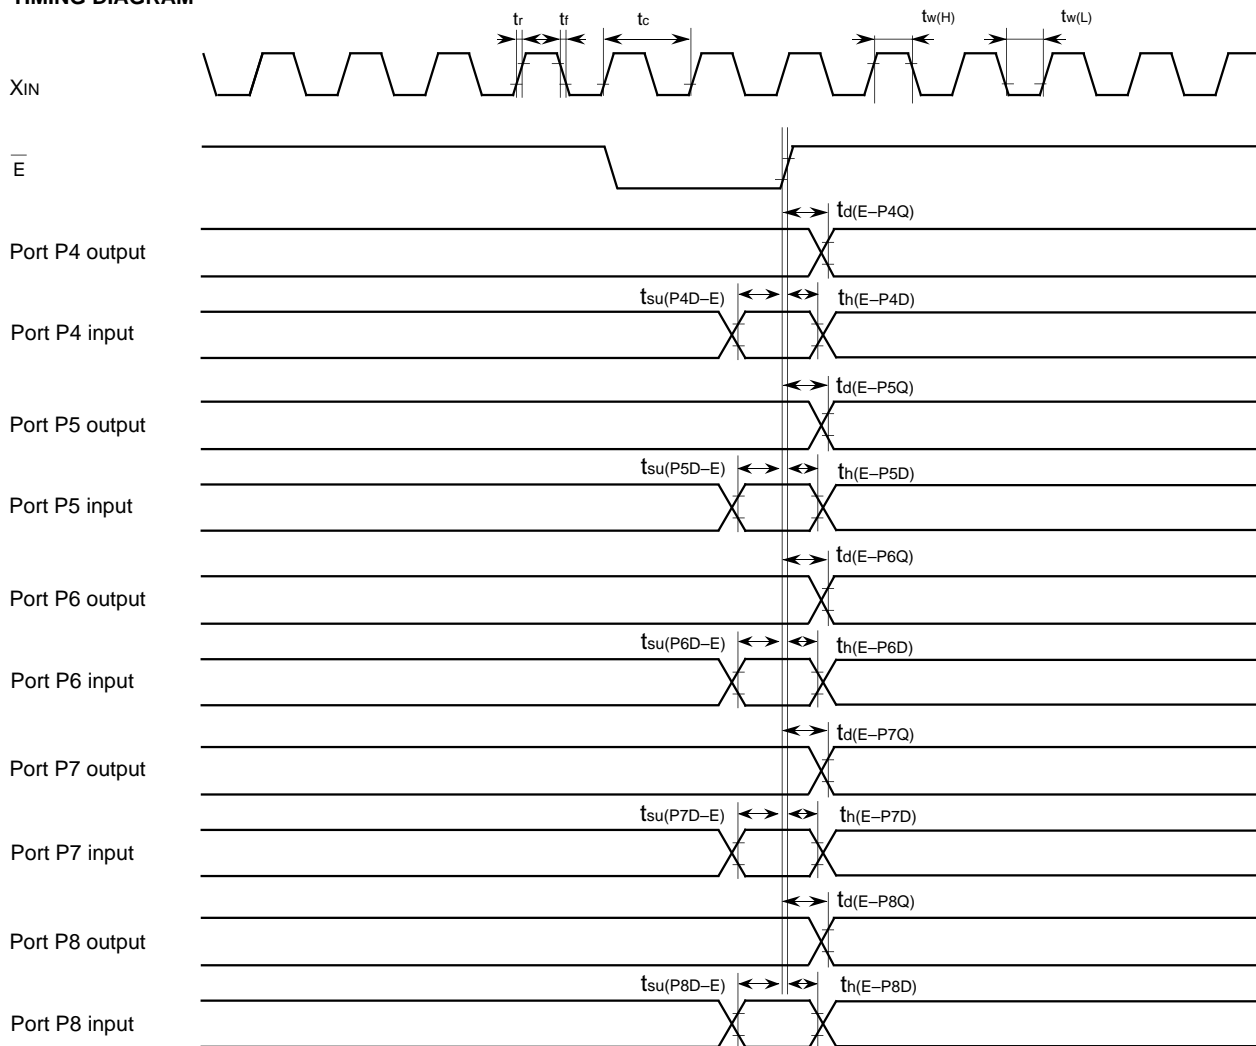 TIMING DIAGRAM
tr tf tc tw(H) tw(L)
XIN
E
td(E–P4Q)
Port P4 output
tsu(P4D–E) th(E–P4D)
Port P4 input
td(E–P5Q)
Port P5 output
tsu(P5D–E) th(E–P5D)
Port P5 input
td(E–P6Q)
Port P6 output
tsu(P6D–E) th(E–P6D)
Port P6 input
td(E–P7Q)
Port P7 output
tsu(P7D–E) th(E–P7D)
Port P7 input
td(E–P8Q)
Port P8 output
tsu(P8D–E) th(E–P8D)
Port P8 input